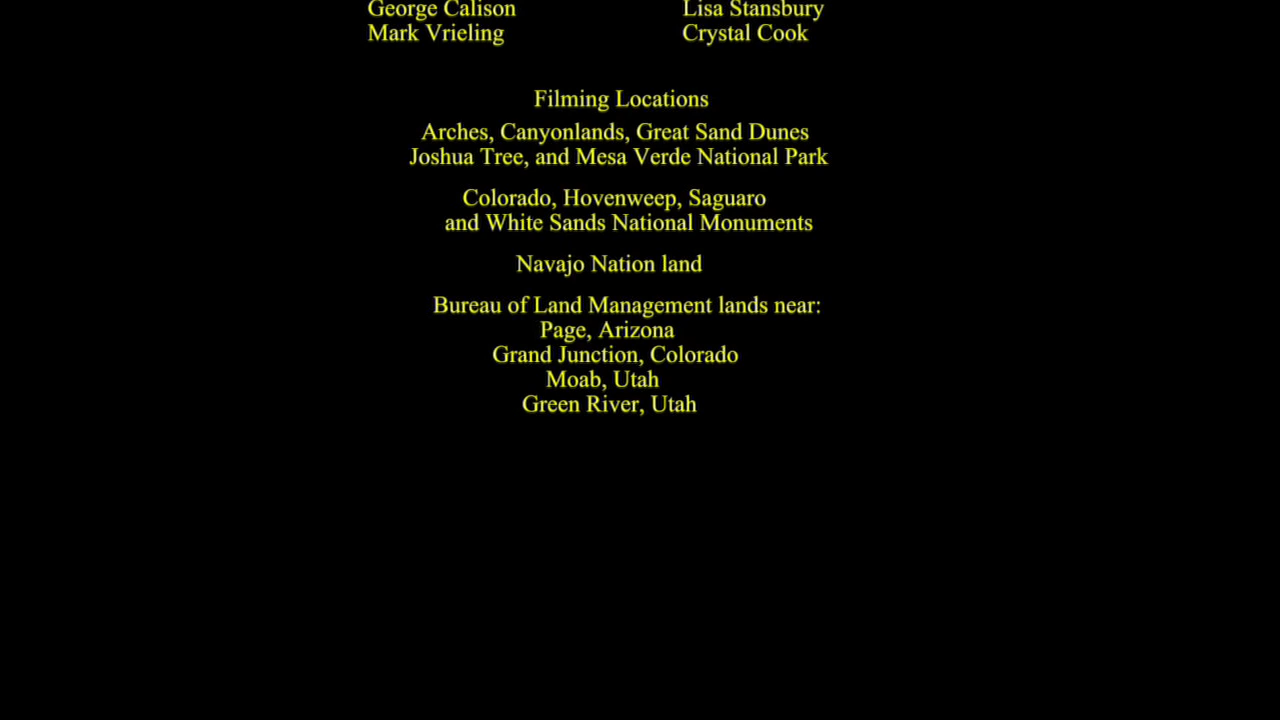 George Calison Lisa Stansbury
Mark Vrieling Crystal Cook
Filming Locations
Arches, Canyonlands, Great Sand Dunes
Joshua Tree, and Mesa Verde National Park
Colorado, Hovenweep, Saguaro
and White Sands National Monuments
Navajo Nation land
Bureau of Land Management lands near:
Page, Arizona
Grand Junction, Colorado
Moab, Utah
Green River, Utah